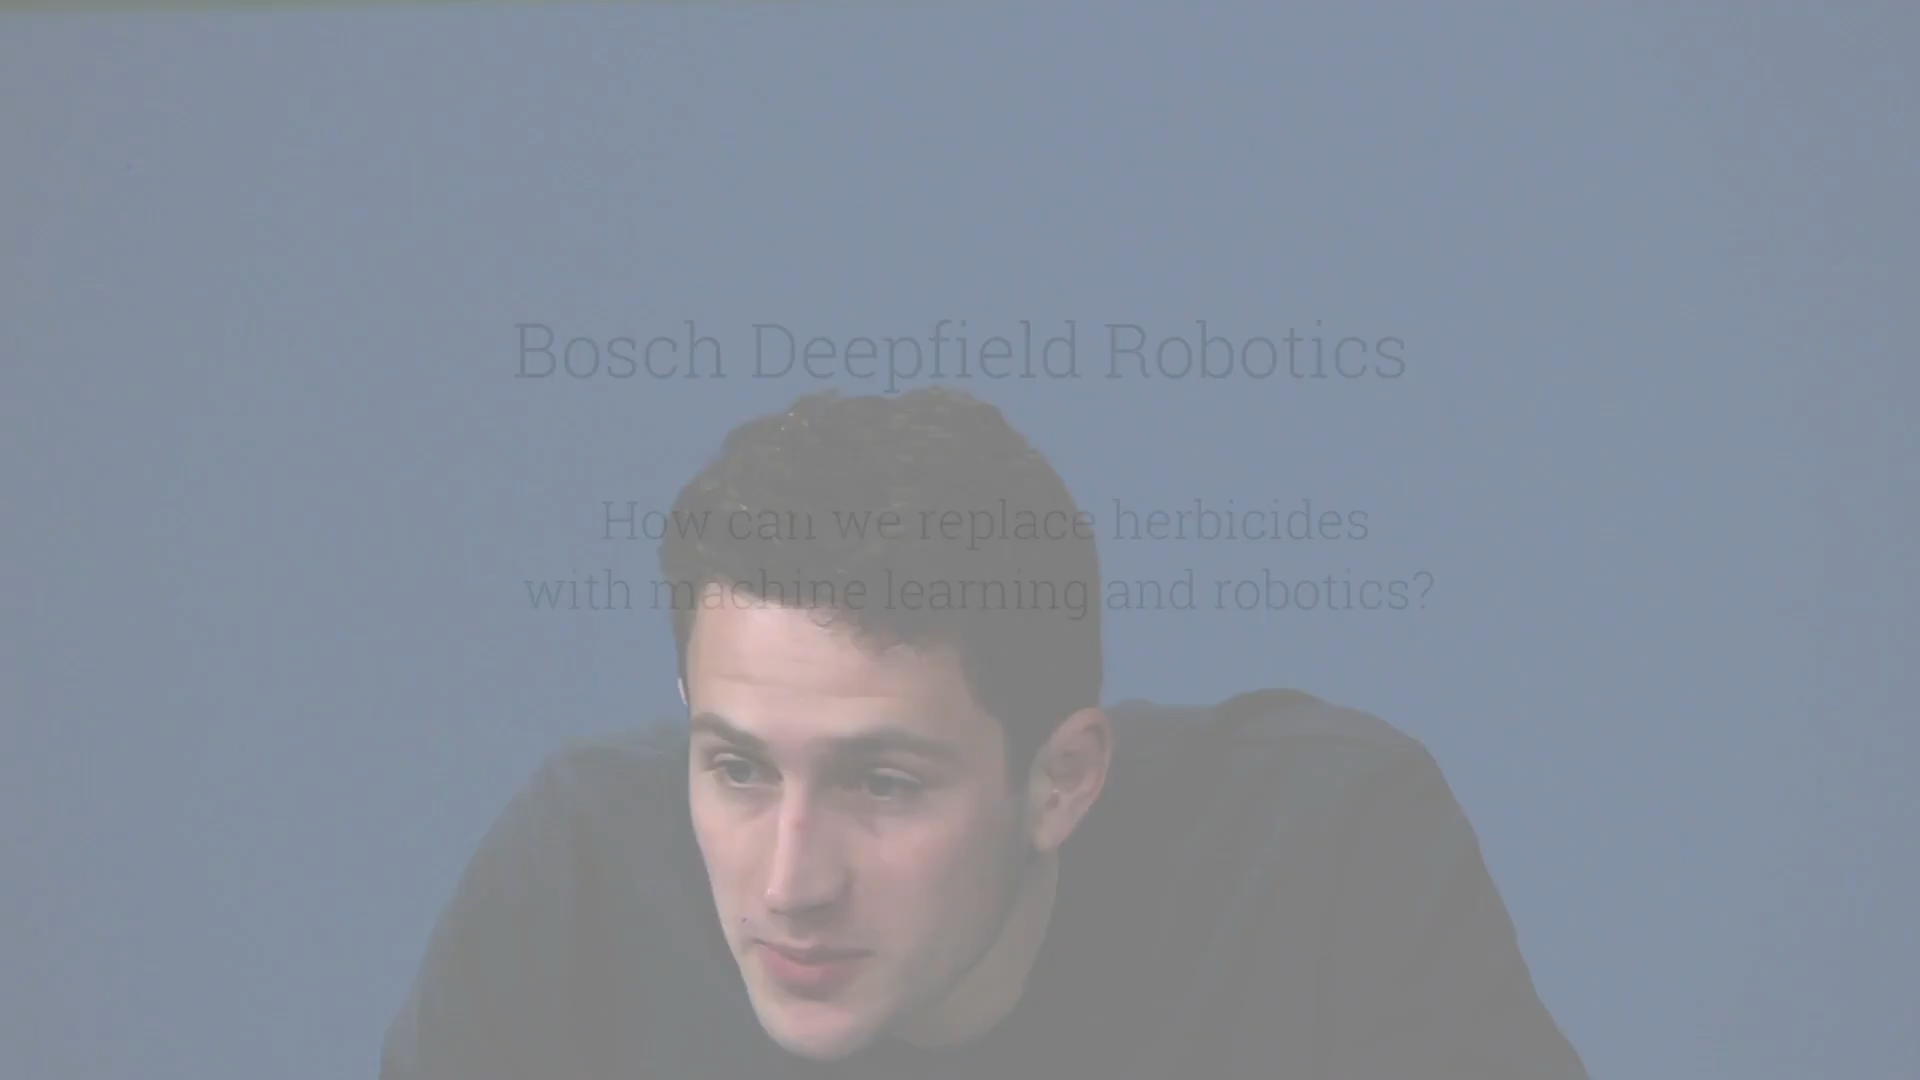 Bosch Deepfield Robotics
How can we replace herbicides
with machine learning and robotics?